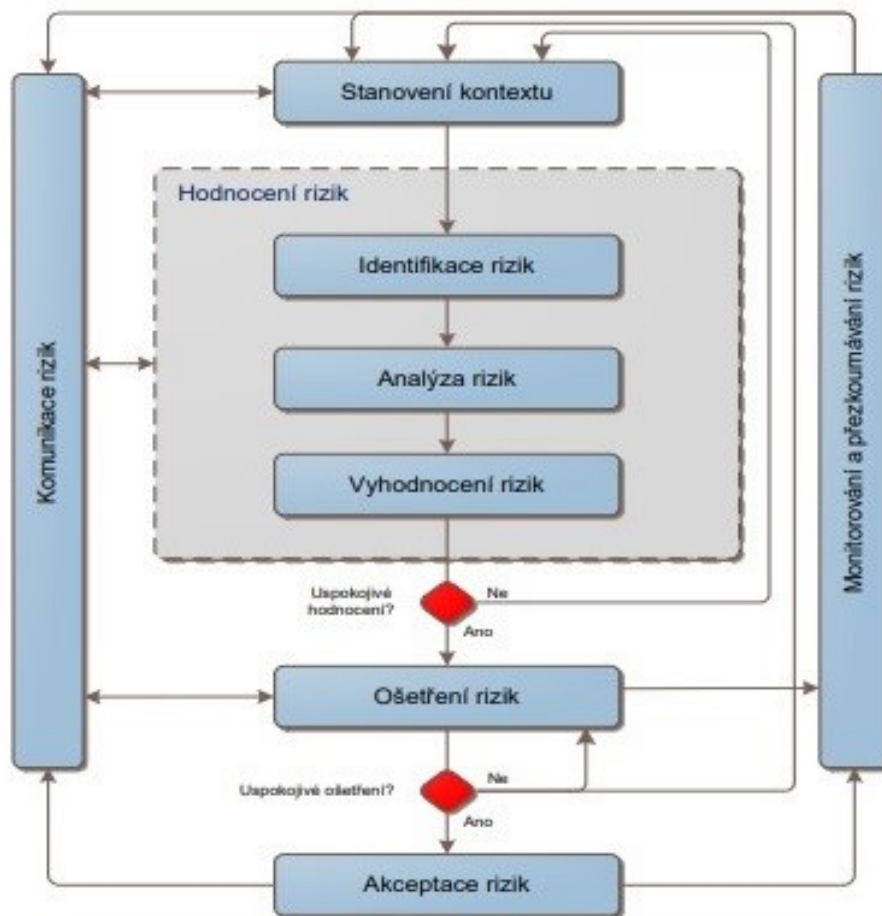 Stanovení kontextu
Hodnocení rizik
Identifikace rizik
Analýza rizik
Vyhodnocení rizik
Komunikace rizik
Monitorování a přezkoumávání rizik
Uspokojivé
hodnocení?
Ne
Ano
Ošetření rizik
Uspokojivé ošetření?
Ne
Ano
Akceptace rizik